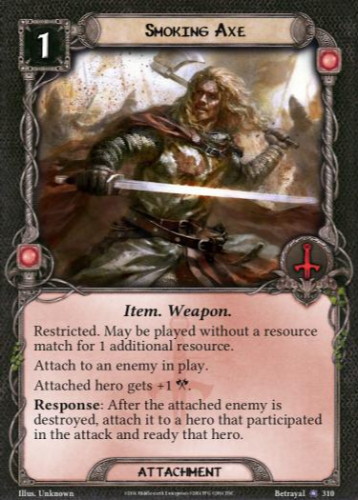 1
SMOKING AXE
Item. Weapon.
Restricted. May be played without a resource
match for 1 additional resource.
Attach to an enemy in play.
Attached hero gets +1
Response: After the attached enemy is
destroyed, attach it to a hero that participated
in the attack and ready that hero.
ATTACHMENT
Illus. Unknown
Betrayal 310